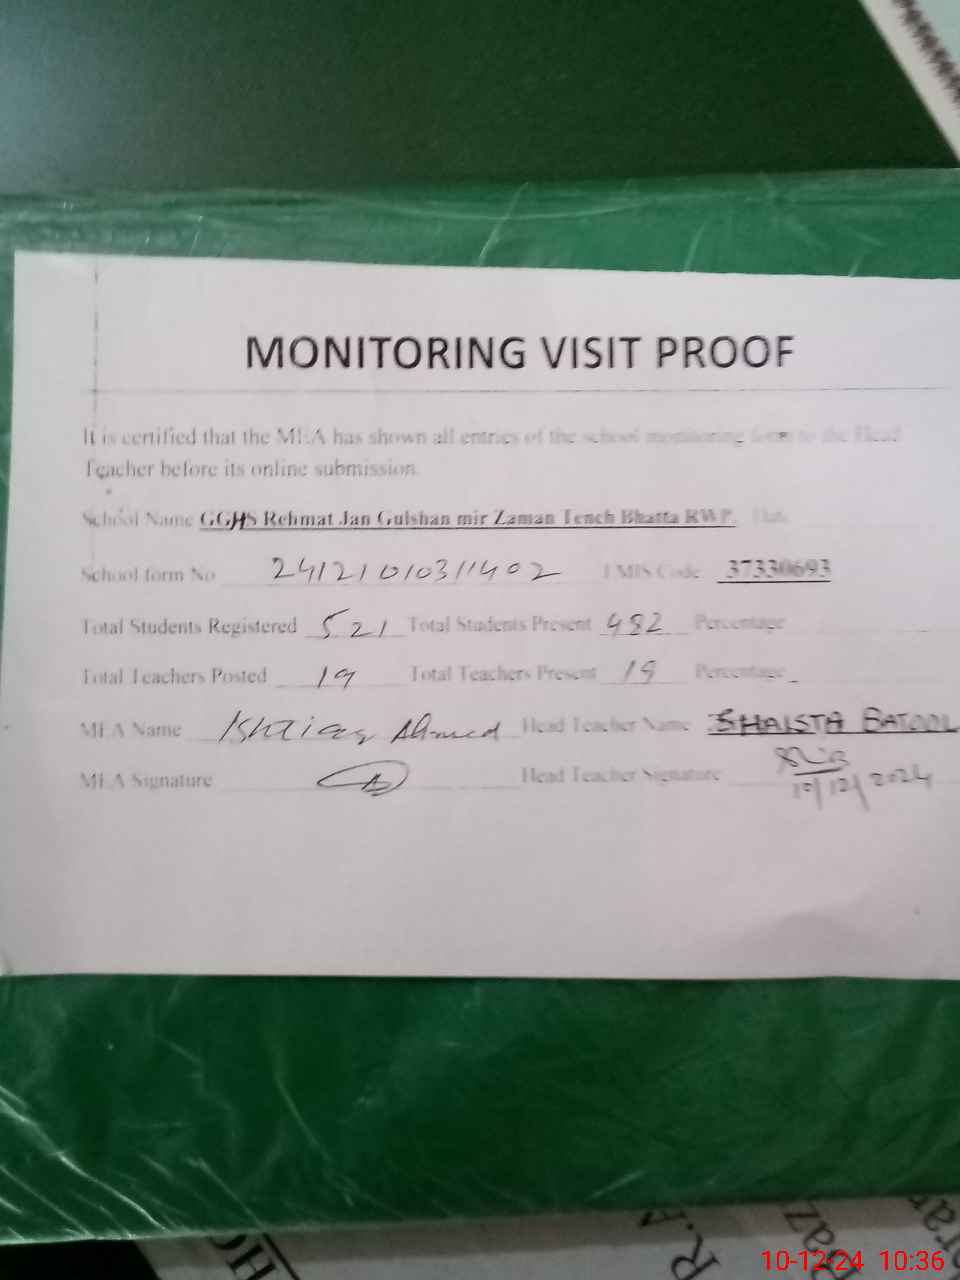 MONITORING VISIT PROOF
It is certified that the MEA has shown all entries of the school monitoring form to the Head
Teacher before its online submission.
School Name GGHS Rehmat Jan Gulshan mir Zaman Tench Bhatta RWP. Date
School form No 24121010311402 EMIS Code 37330693
Total Students Registered 521 Total Students Present 482 Percentage
Total Teachers Posted 19 Total Teachers Present 19 Percentage
MEA Name Ishtiaq Ahmed Head Teacher Name SHAISTA BATOOL
MEA Signature Head Teacher Signature
10/12/2024
10-12-24 10:36